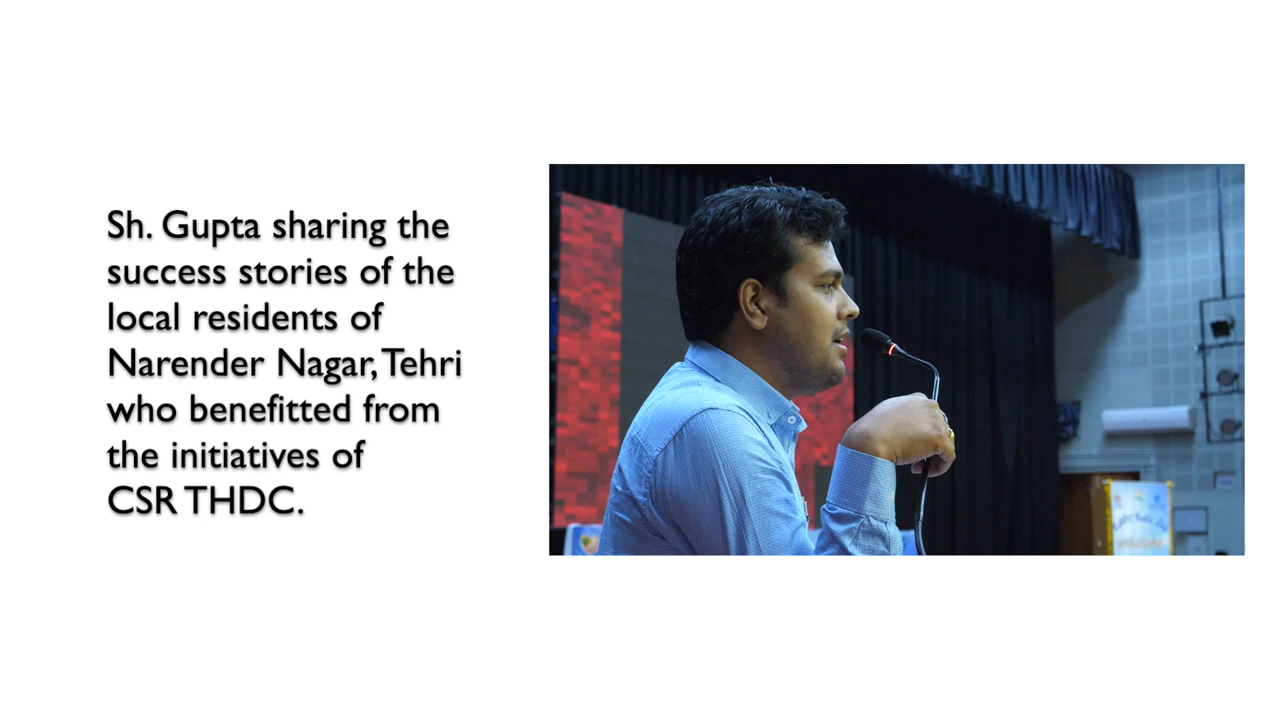 Sh. Gupta sharing the
success stories of the
local residents of
Narender Nagar, Tehri
who benefitted from
the initiatives of
CSR THDC.